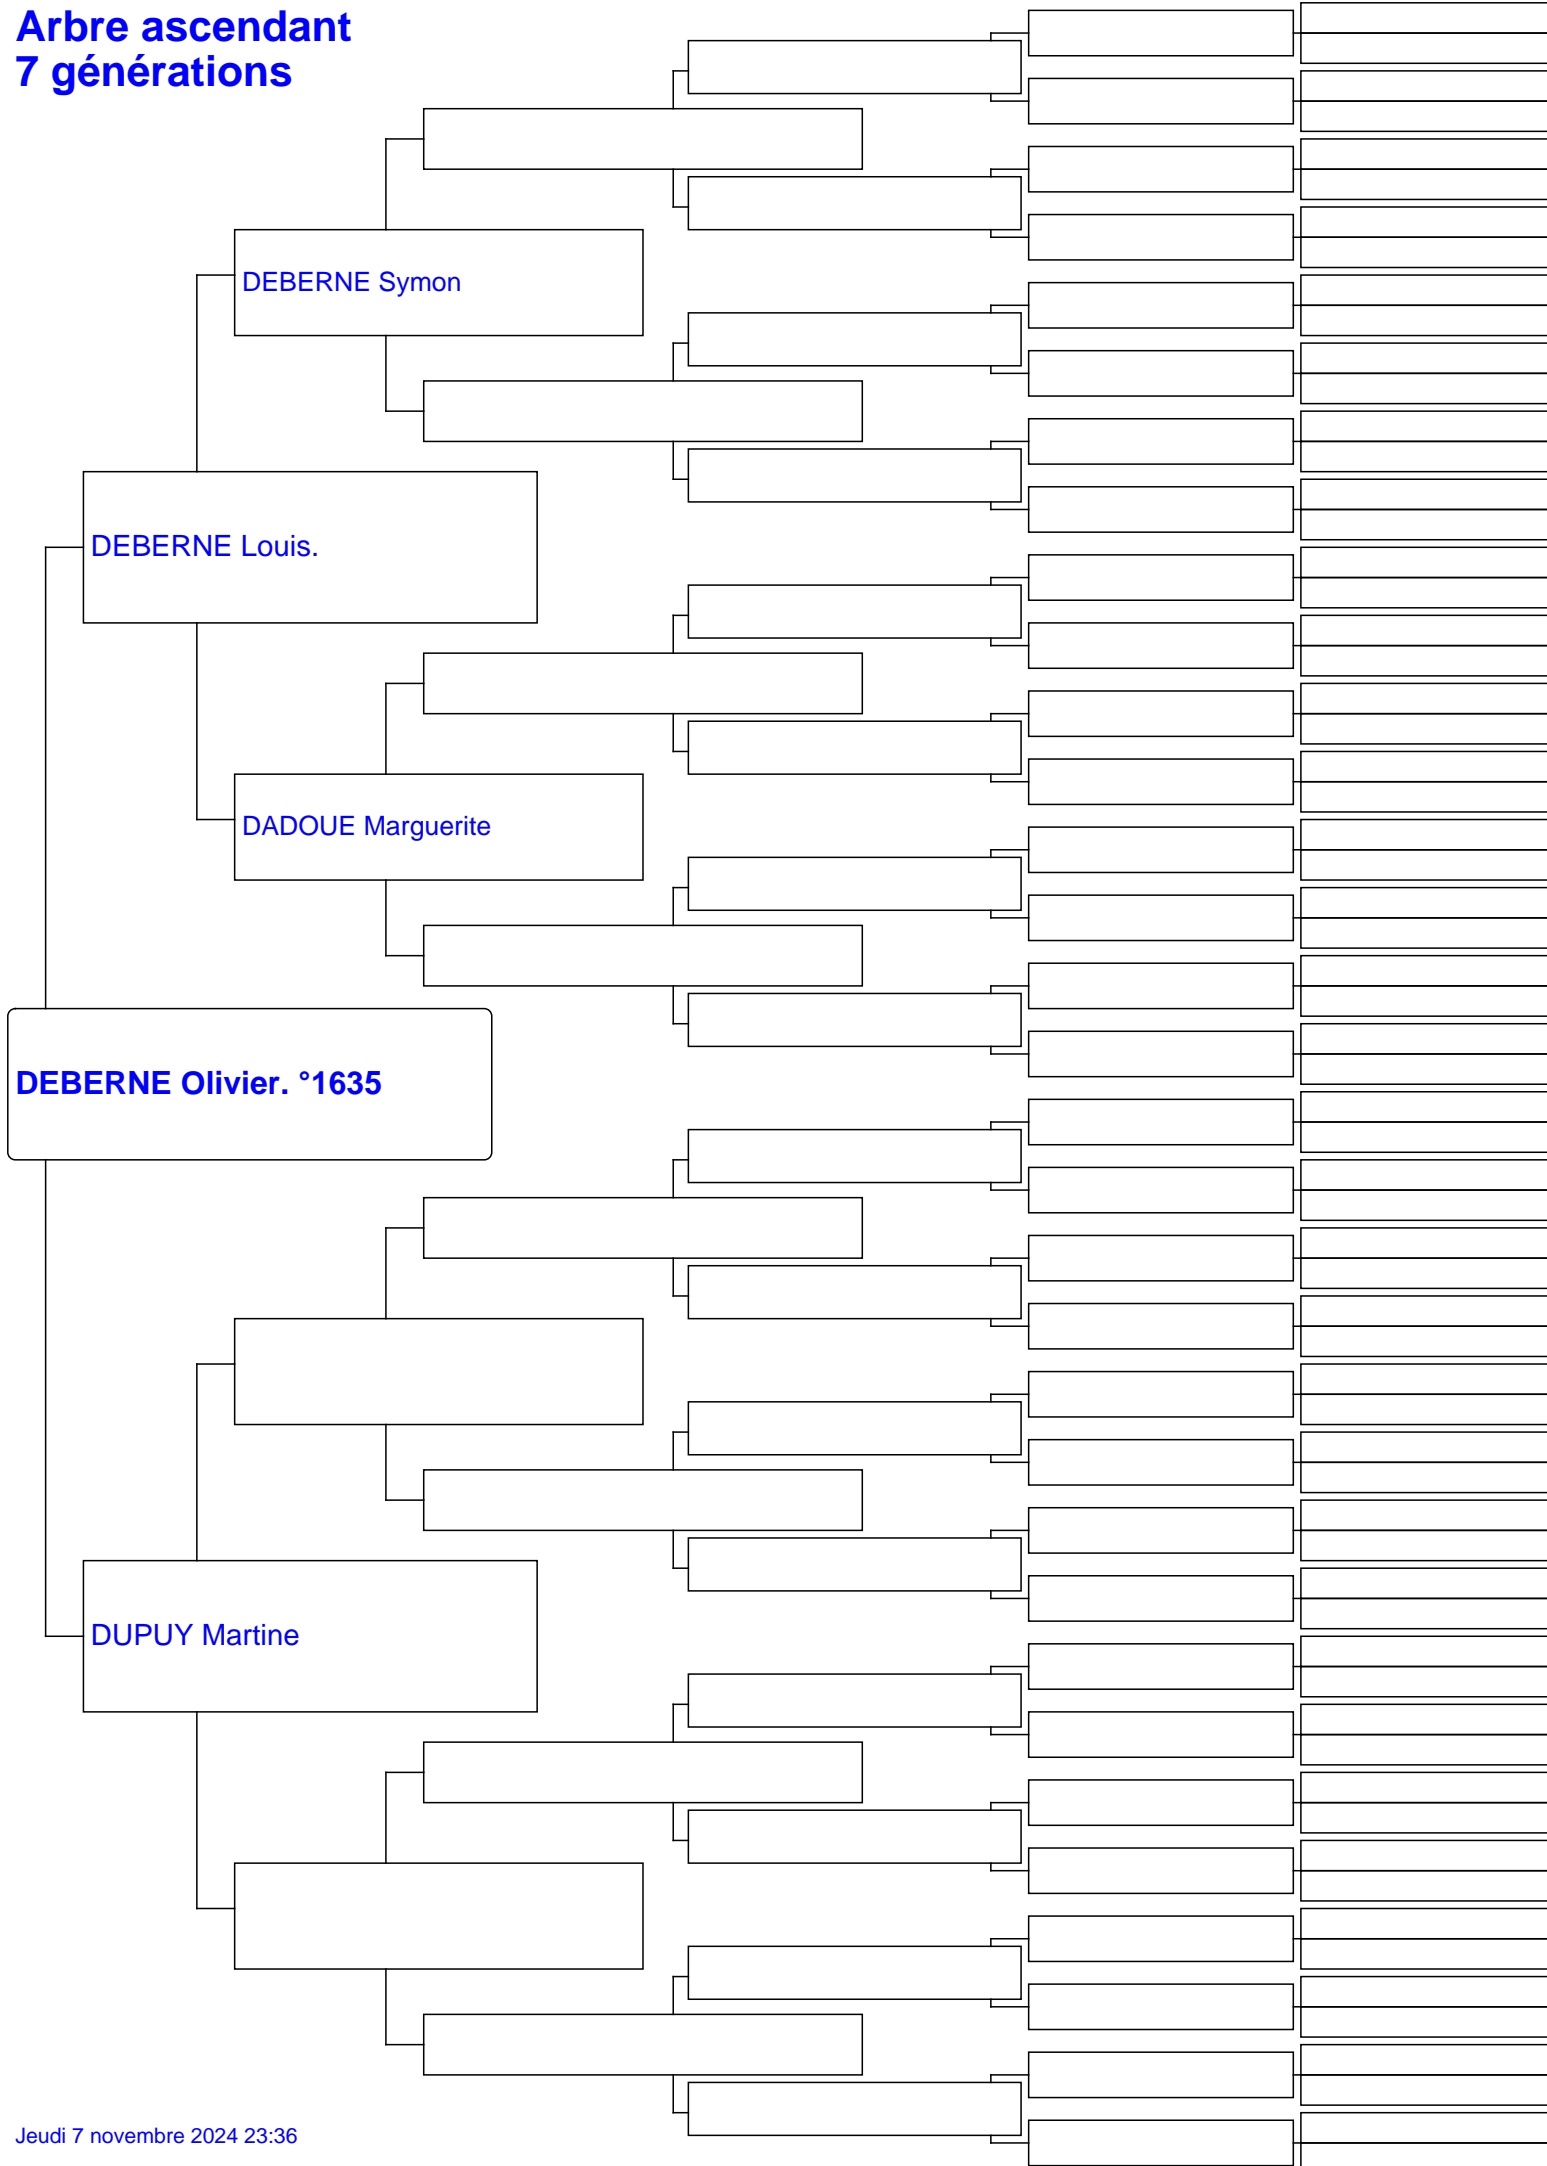 Arbre ascendant
7 générations
DEBERNE Symon
DEBERNE Louis.
DADOUE Marguerite
DEBERNE Olivier. °1635
DUPUY Martine
Jeudi 7 novembre 2024 23:36